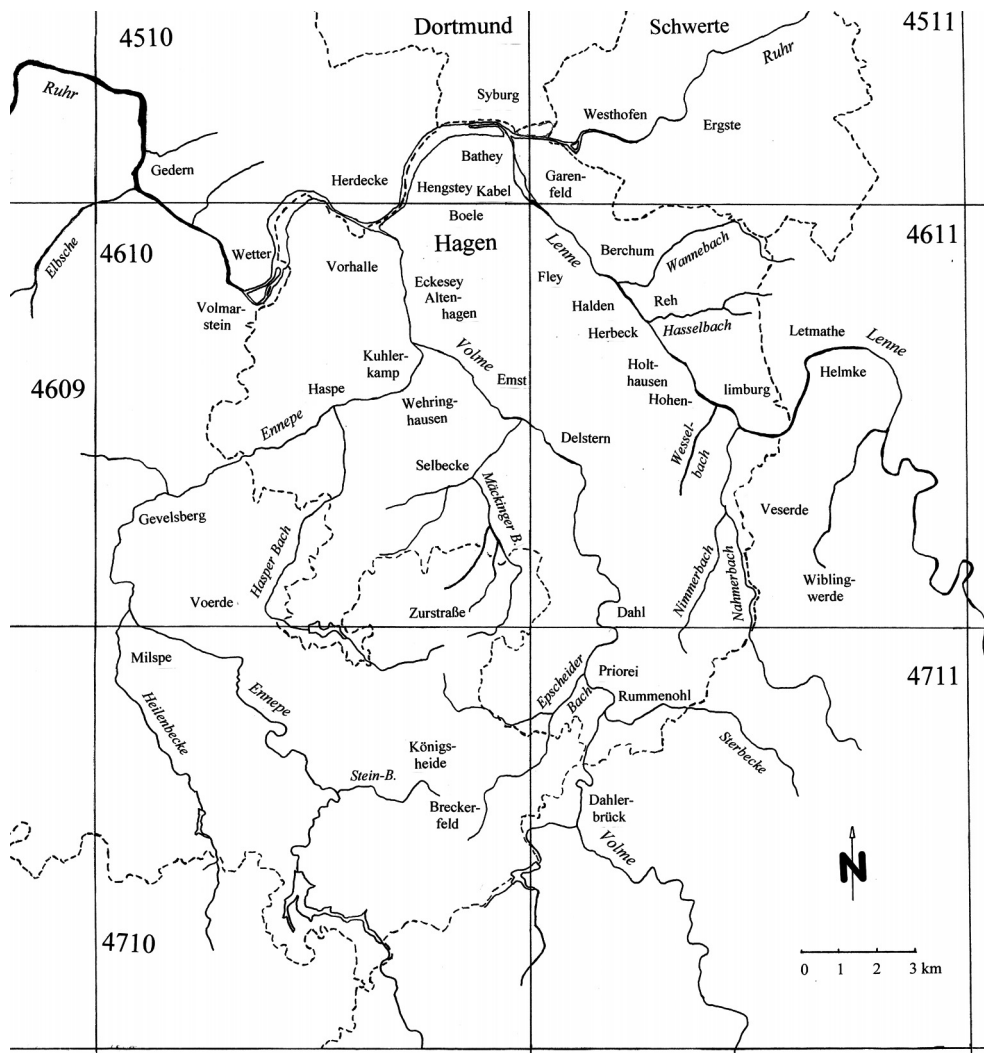 4510
Dortmund
Schwerte
4511
Ruhr
Ruhr
Syburg
Westhofen
Ergste
Gedern
Bathey
Herdecke
Garen-
feld
Hengstey
Kabel
Boele
Elbsche
4610
Wetter
Hagen
Lenne
Berchum
Wannebach
4611
Vorhalle
Fley
Eckesey
Alten-
hagen
Volmar-
stein
Halden
Reh
Herbeck
Hasselbach
Letmathe
Lenne
Kuhler-
kamp
Volme
Holt-
hausen
Helmke
4609
Haspe
Emst
Hohen-
limburg
Ennepe
Wehring-
hausen
Delstern
Wessel-
bach
Selbecke
Mäckinger B.
Gevelsberg
Veserde
Hasper Bach
Nimmerbach
Nahmerbach
Wibling-
werde
Voerde
Zurstraße
Dahl
Milspe
Priorei
4711
Epscheider
Bach
Rummenohl
Ennepe
Heilenbecke
Sterbecke
Königs-
heide
Stein-B.
Brecker-
feld
Dahler-
brück
Volme
N
4710
0 1 2 3 km